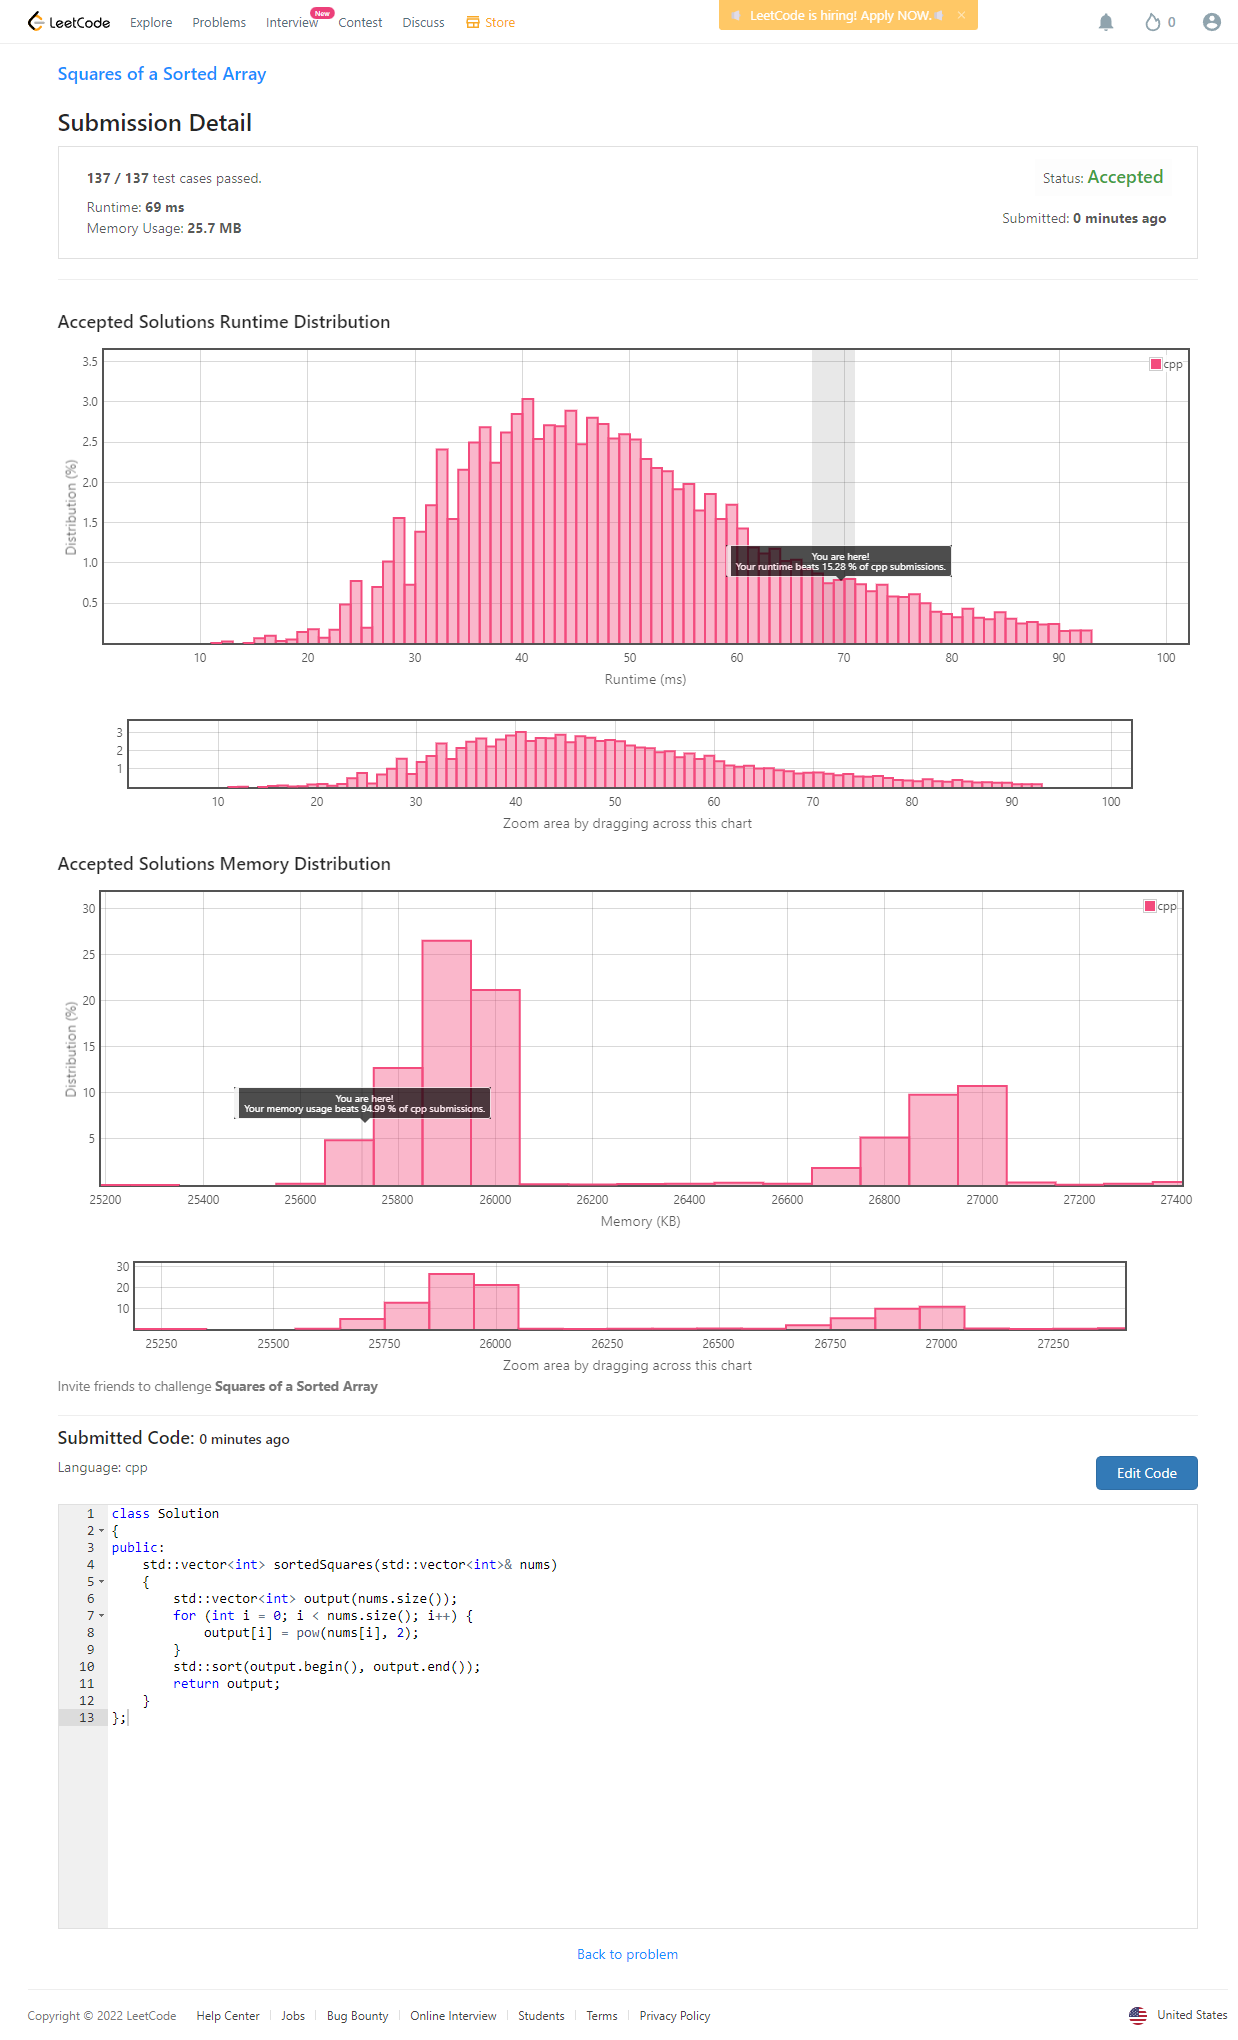 LeetCode Explore Problems Interview New Contest Discuss Store LeetCode is hiring! Apply NOW. × 0
Squares of a Sorted Array
Submission Detail
137 / 137 test cases passed. Status: Accepted
Runtime: 69 ms
Submitted: 0 minutes ago
Memory Usage: 25.7 MB
Accepted Solutions Runtime Distribution
3.5
cpp
3.0
2.5
2.0
1.5
1.0
0.5
Distribution (%)
You are here!
Your runtime beats 15.28 % of cpp submissions.
10 20 30 40 50 60 70 80 90 100
Runtime (ms)
3
2
1
10 20 30 40 50 60 70 80 90 100
Zoom area by dragging across this chart
Accepted Solutions Memory Distribution
30
cpp
25
20
15
10
5
Distribution (%)
You are here!
Your memory usage beats 94.99 % of cpp submissions.
25200 25400 25600 25800 26000 26200 26400 26600 26800 27000 27200 27400
Memory (KB)
30
20
10
25250 25500 25750 26000 26250 26500 26750 27000 27250
Zoom area by dragging across this chart
Invite friends to challenge Squares of a Sorted Array
Submitted Code: 0 minutes ago
Language: cpp
Edit Code
1 class Solution
2 {
3 public:
4     std::vector<int> sortedSquares(std::vector<int>& nums)
5     {
6         std::vector<int> output(nums.size());
7         for (int i = 0; i < nums.size(); i++) {
8             output[i] = pow(nums[i], 2);
9         }
10         std::sort(output.begin(), output.end());
11         return output;
12     }
13 };
Back to problem
Copyright © 2022 LeetCode Help Center Jobs Bug Bounty Online Interview Students Terms Privacy Policy United States